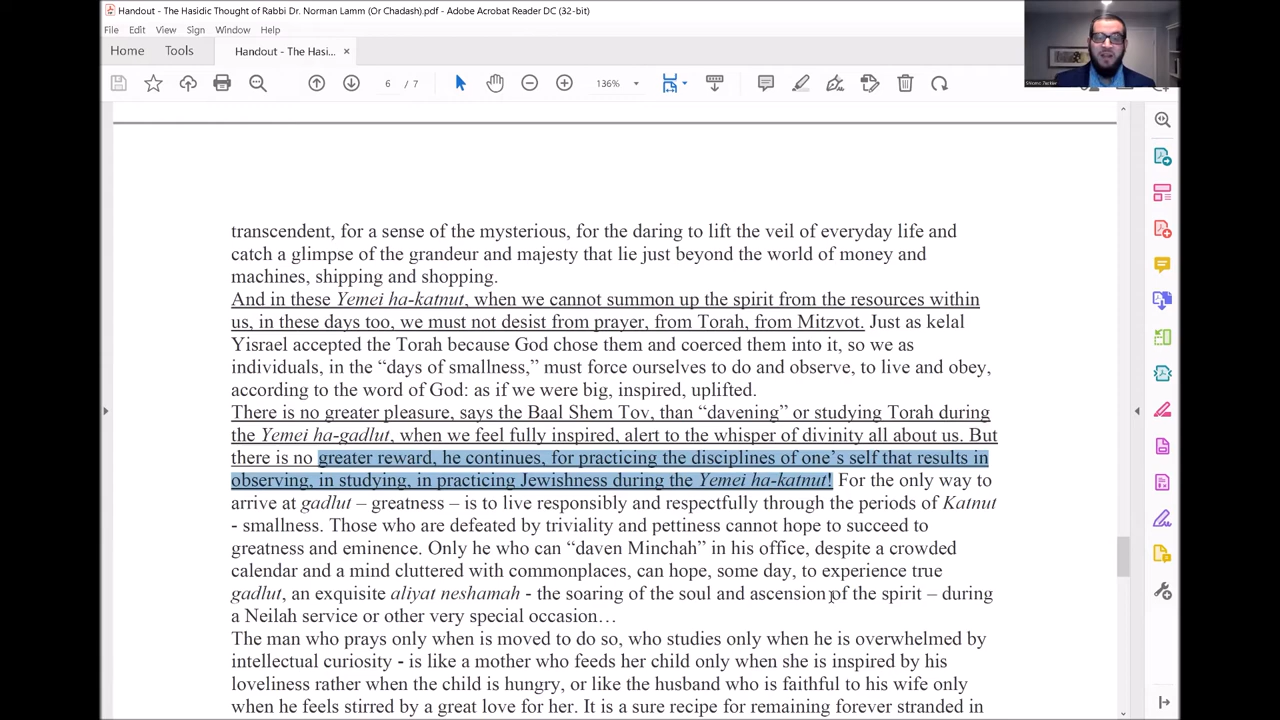 Handout - The Hasidic Thought of Rabbi Dr. Norman Lamm (Or Chadash).pdf - Adobe Acrobat Reader DC (32-bit)
File Edit View Sign Window Help
Home Tools Handout - The Hasi... ×
6 / 7 136%
transcendent, for a sense of the mysterious, for the daring to lift the veil of everyday life and
catch a glimpse of the grandeur and majesty that lie just beyond the world of money and
machines, shipping and shopping.
And in these Yemei ha-katnut, when we cannot summon up the spirit from the resources within
us, in these days too, we must not desist from prayer, from Torah, from Mitzvot. Just as kelal
Yisrael accepted the Torah because God chose them and coerced them into it, so we as
individuals, in the “days of smallness,” must force ourselves to do and observe, to live and obey,
according to the word of God: as if we were big, inspired, uplifted.
There is no greater pleasure, says the Baal Shem Tov, than “davening” or studying Torah during
the Yemei ha-gadlut, when we feel fully inspired, alert to the whisper of divinity all about us. But
there is no greater reward, he continues, for practicing the disciplines of one’s self that results in
observing, in studying, in practicing Jewishness during the Yemei ha-katnut! For the only way to
arrive at gadlut – greatness – is to live responsibly and respectfully through the periods of Katnut
- smallness. Those who are defeated by triviality and pettiness cannot hope to succeed to
greatness and eminence. Only he who can “daven Minchah” in his office, despite a crowded
calendar and a mind cluttered with commonplaces, can hope, some day, to experience true
gadlut, an exquisite aliyat neshamah - the soaring of the soul and ascension of the spirit – during
a Neilah service or other very special occasion…
The man who prays only when is moved to do so, who studies only when he is overwhelmed by
intellectual curiosity - is like a mother who feeds her child only when she is inspired by his
loveliness rather when the child is hungry, or like the husband who is faithful to his wife only
when he feels stirred by a great love for her. It is a sure recipe for remaining forever stranded in